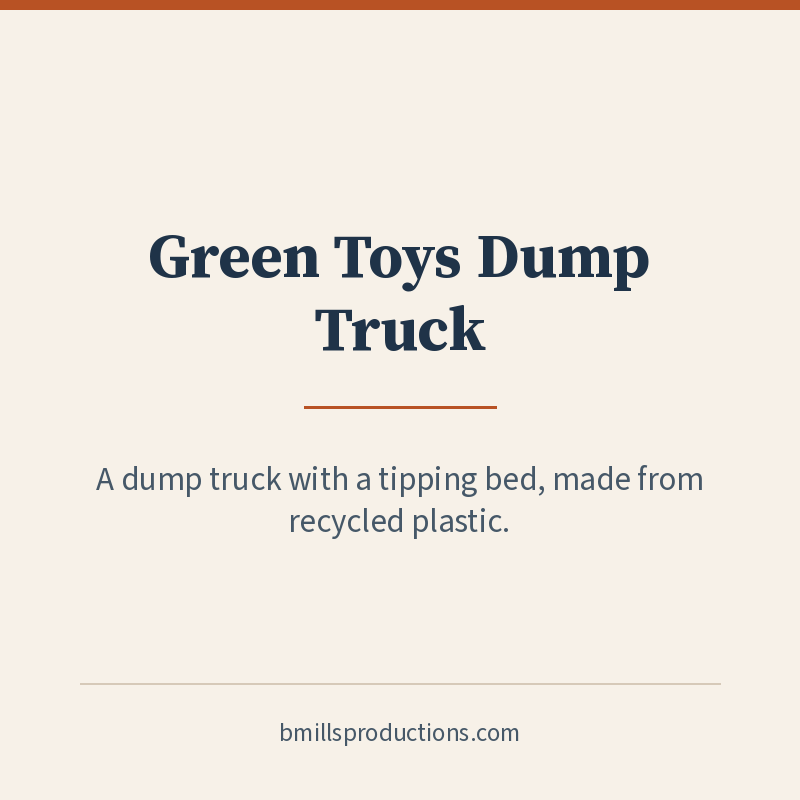 Green Toys Dump
Truck
A dump truck with a tipping bed, made from
recycled plastic.
bmillsproductions.com